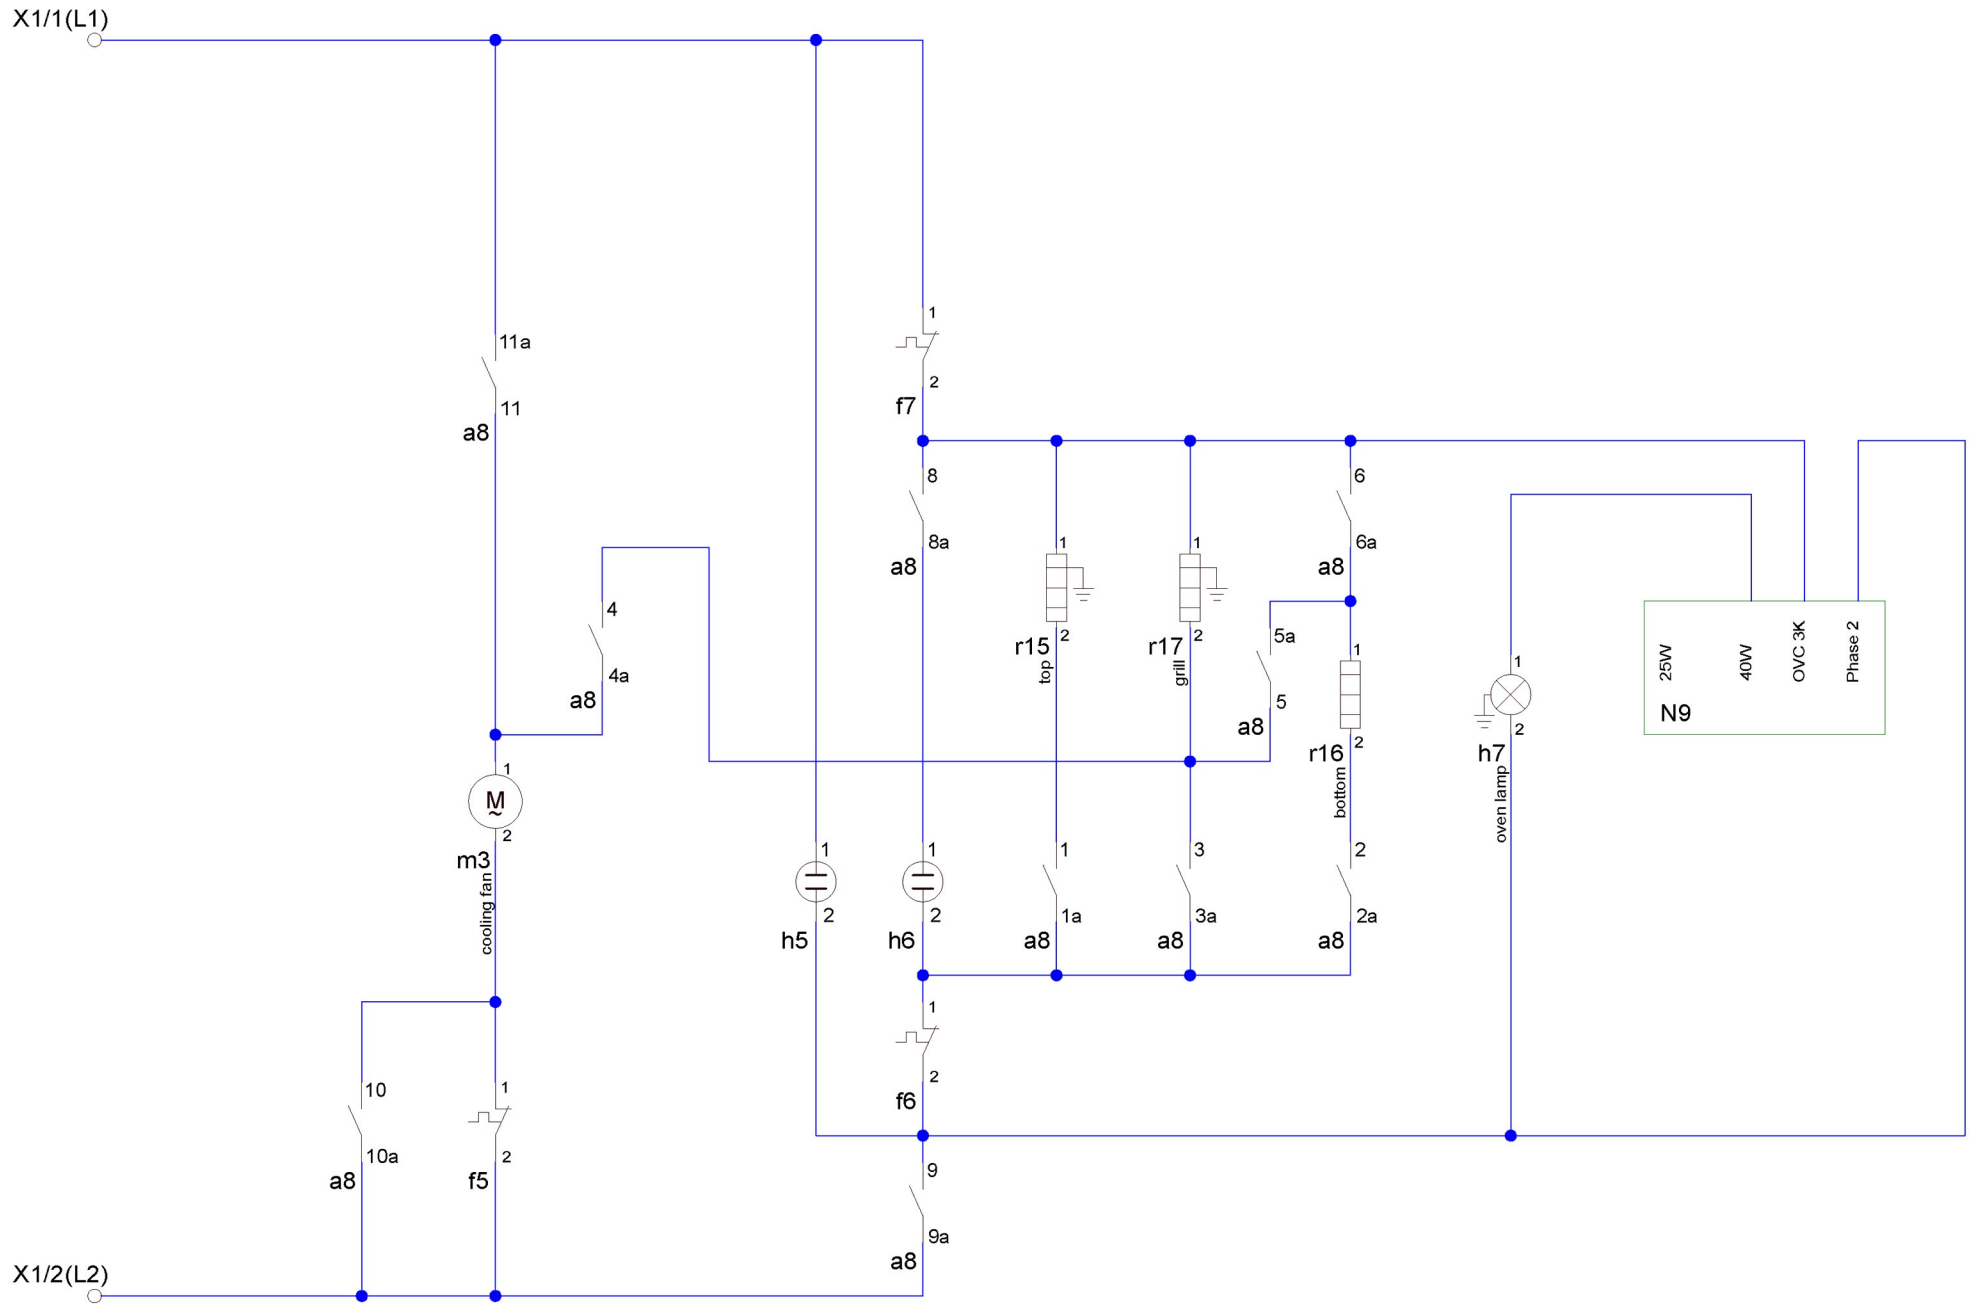 X1/1(L1)
1
11a
2
11
f7
a8
8
6
8a
6a
a8
a8
1
1
4
5a
2
2
r15
r17
top
grill
1
1
25W
40W
OVC 3K
Phase 2
4a
a8
5
a8
N9
2
2
r16
h7
bottom
oven lamp
1
M
~
2
m3
cooling fan
1
1
1
3
2
2
2
1a
3a
2a
h5
h6
a8
a8
a8
1
2
f6
10
1
10a
2
a8
f5
9
9a
a8
X1/2(L2)